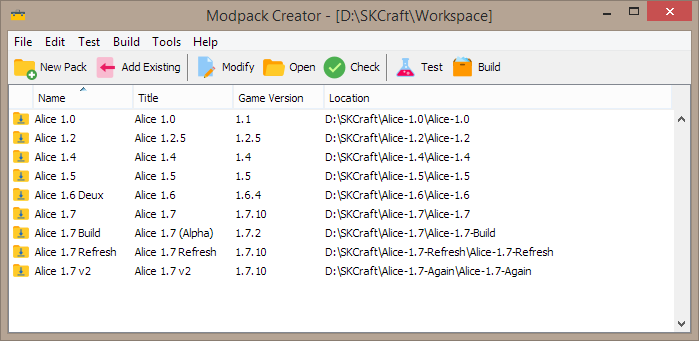 Modpack Creator - [D:\SKCraft\Workspace]
File Edit Test Build Tools Help
New Pack Add Existing Modify Open Check Test Build
Name Title Game Version Location
Alice 1.0 Alice 1.0 1.1 D:\SKCraft\Alice-1.0\Alice-1.0
Alice 1.2 Alice 1.2.5 1.2.5 D:\SKCraft\Alice-1.2\Alice-1.2
Alice 1.4 Alice 1.4 1.4 D:\SKCraft\Alice-1.4\Alice-1.4
Alice 1.5 Alice 1.5 1.5 D:\SKCraft\Alice-1.5\Alice-1.5
Alice 1.6 Deux Alice 1.6 1.6.4 D:\SKCraft\Alice-1.6\Alice-1.6
Alice 1.7 Alice 1.7 1.7.10 D:\SKCraft\Alice-1.7\Alice-1.7
Alice 1.7 Build Alice 1.7 (Alpha) 1.7.2 D:\SKCraft\Alice-1.7\Alice-1.7-Build
Alice 1.7 Refresh Alice 1.7 Refresh 1.7.10 D:\SKCraft\Alice-1.7-Refresh\Alice-1.7-Refresh
Alice 1.7 v2 Alice 1.7 v2 1.7.10 D:\SKCraft\Alice-1.7-Again\Alice-1.7-Again